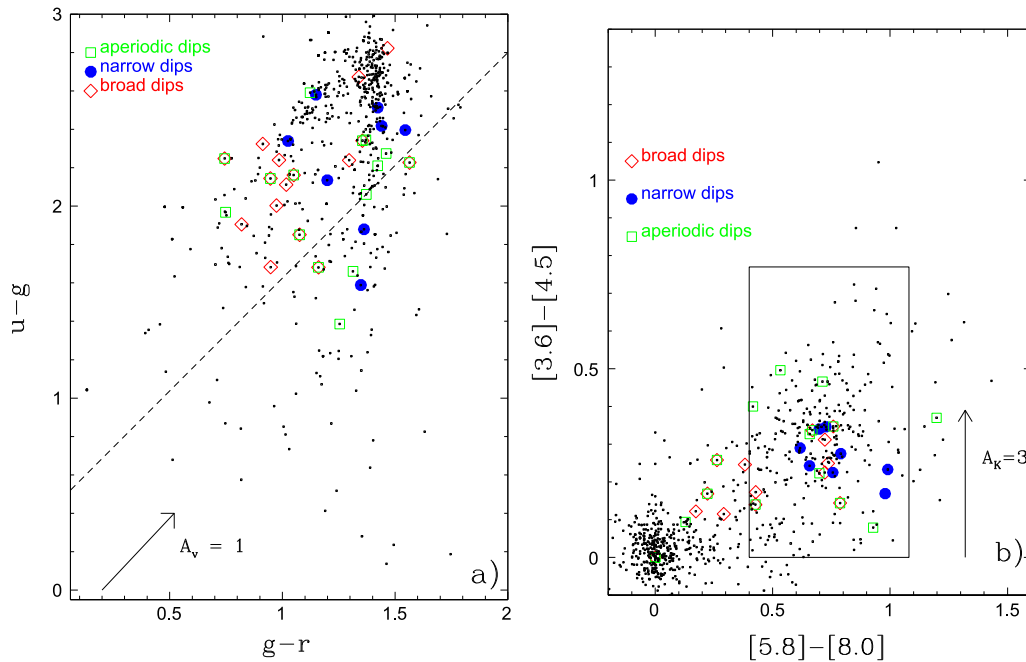 3
2
1
0
0.5
1
1.5
2
u-g
g-r
aperiodic dips
narrow dips
broad dips
A_v = 1
a)
1
0.5
0
0
0.5
1
1.5
[3.6]-[4.5]
[5.8]-[8.0]
broad dips
narrow dips
aperiodic dips
A_K=3
b)